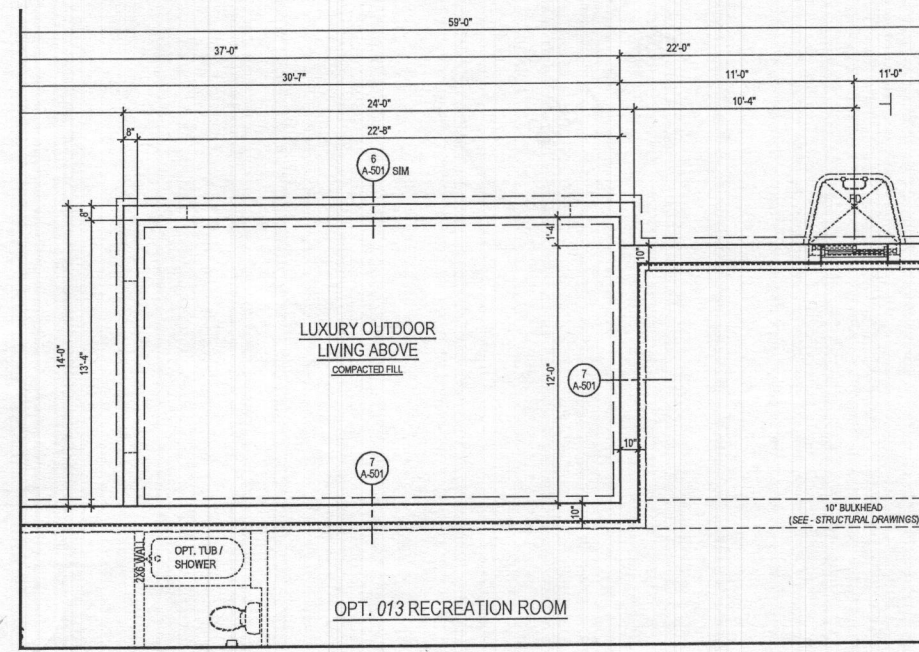 59'-0"
37'-0"
22'-0"
30'-7"
11'-0"
11'-0"
24'-0"
10'-4"
8"
22'-8"
6
A-501
SIM
8"
1'-4"
10"
14'-0"
13'-4"
LUXURY OUTDOOR
LIVING ABOVE
COMPACTED FILL
12'-0"
7
A-501
10"
7
A-501
10"
10" BULKHEAD
(SEE - STRUCTURAL DRAWINGS)
2X6 WALL
OPT. TUB /
SHOWER
OPT. 013 RECREATION ROOM